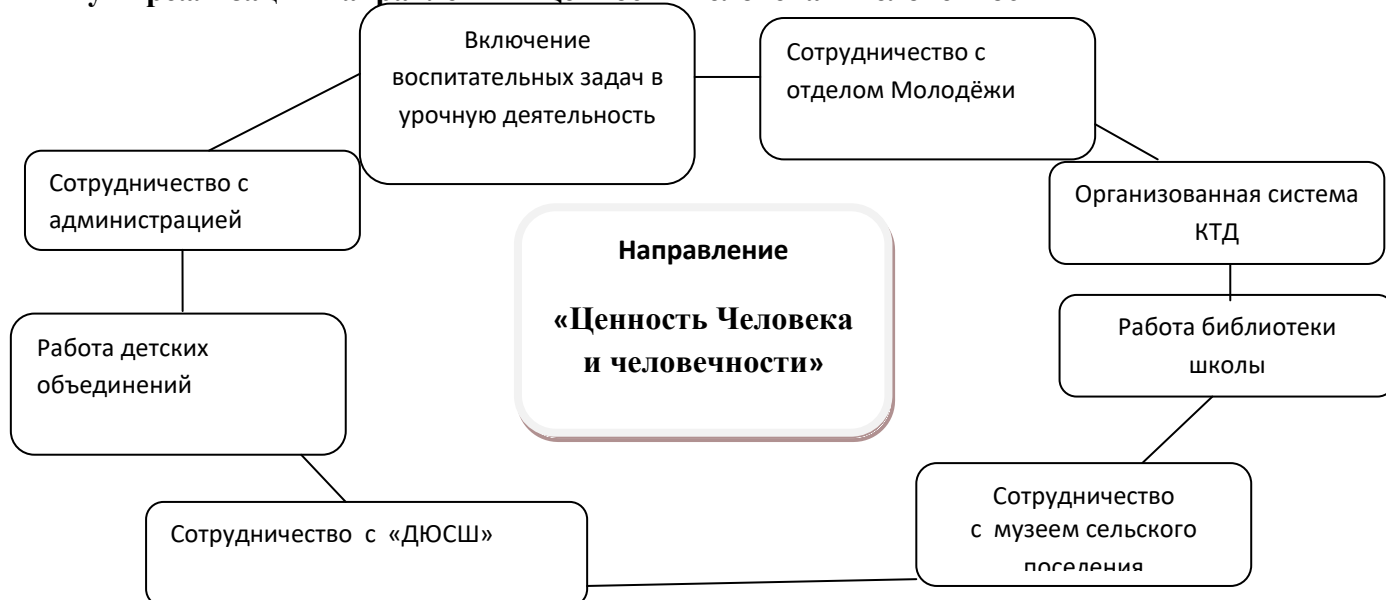 Включение
воспитательных задач в
урочную деятельность
Сотрудничество с
отделом Молодёжи
Сотрудничество с
администрацией
Организованная система
КТД
Направление
«Ценность Человека
и человечности»
Работа детских
объединений
Работа библиотеки
школы
Сотрудничество с «ДЮСШ»
Сотрудничество
с музеем сельского
поселения